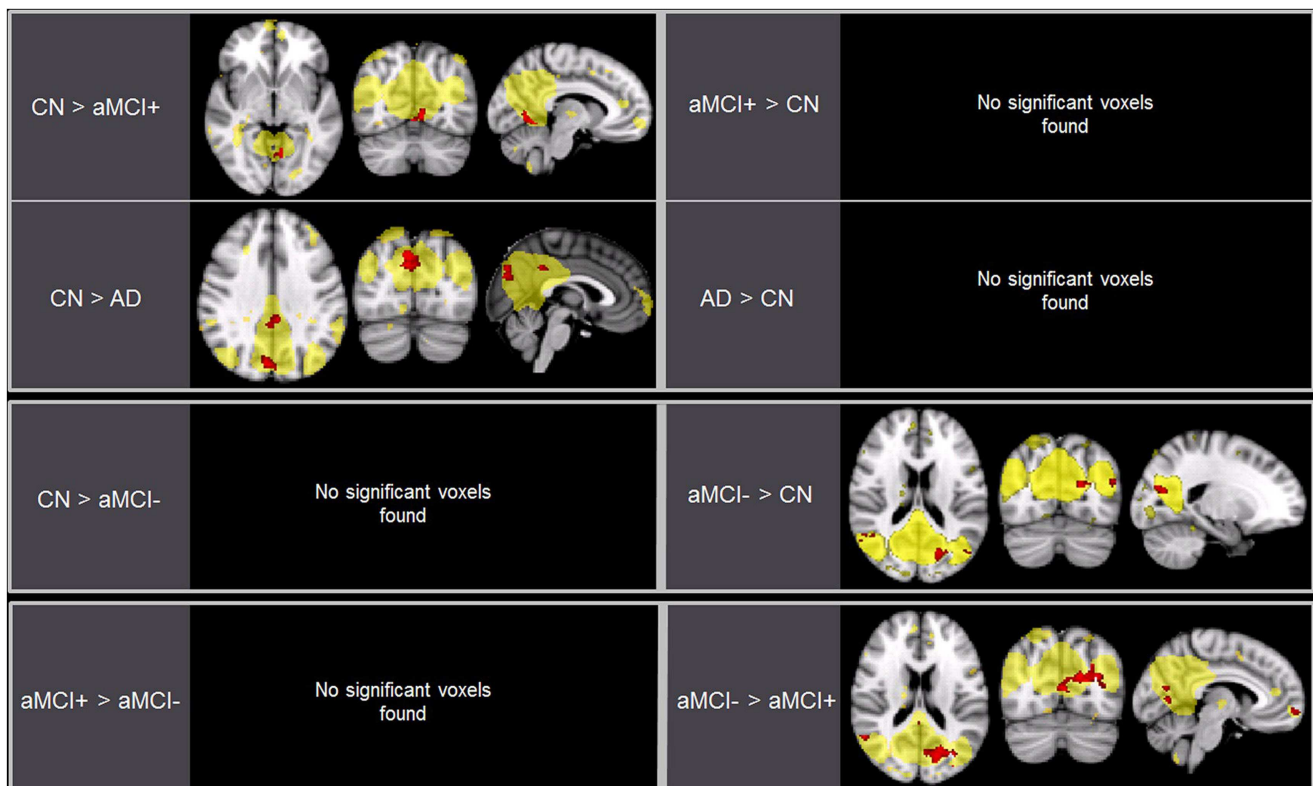 CN > aMCI+
aMCI+ > CN
No significant voxels
found
CN > AD
AD > CN
No significant voxels
found
CN > aMCI-
No significant voxels
found
aMCI- > CN
aMCI+ > aMCI-
No significant voxels
found
aMCI- > aMCI+